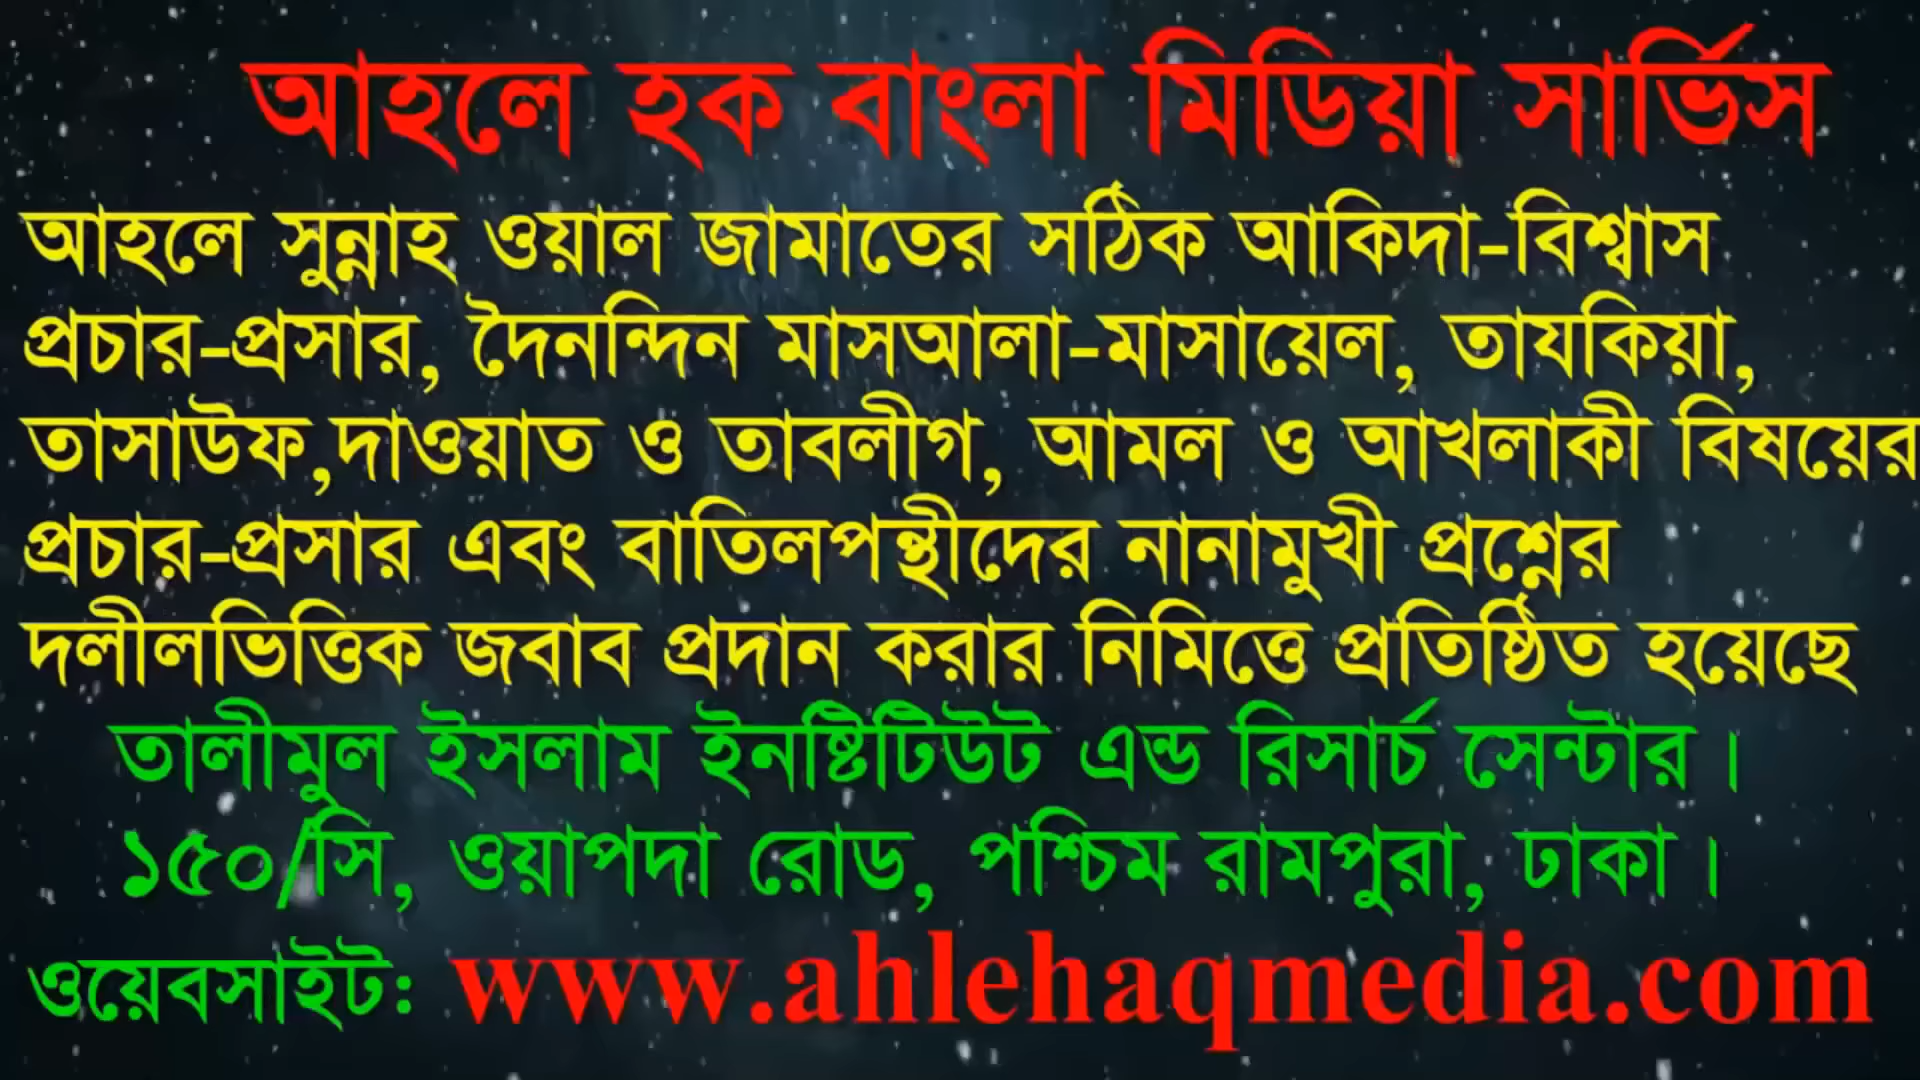 আহলে হক বাংলা মিডিয়া সার্ভিস
আহলে সুন্নাহ ওয়াল জামাতের সঠিক আকিদা-বিশ্বাস
প্রচার-প্রসার, দৈনন্দিন মাসআলা-মাসায়েল, তাযকিয়া,
তাসাউফ,দাওয়াত ও তাবলীগ, আমল ও আখলাকী বিষয়ের
প্রচার-প্রসার এবং বাতিলপন্থীদের নানামুখী প্রশ্নের
দলীলভিত্তিক জবাব প্রদান করার নিমিত্তে প্রতিষ্ঠিত হয়েছে
তালীমুল ইসলাম ইনষ্টিটিউট এন্ড রিসার্চ সেন্টার।
১৫০/সি, ওয়াপদা রোড, পশ্চিম রামপুরা, ঢাকা।
ওয়েবসাইটঃ www.ahlehaqmedia.com